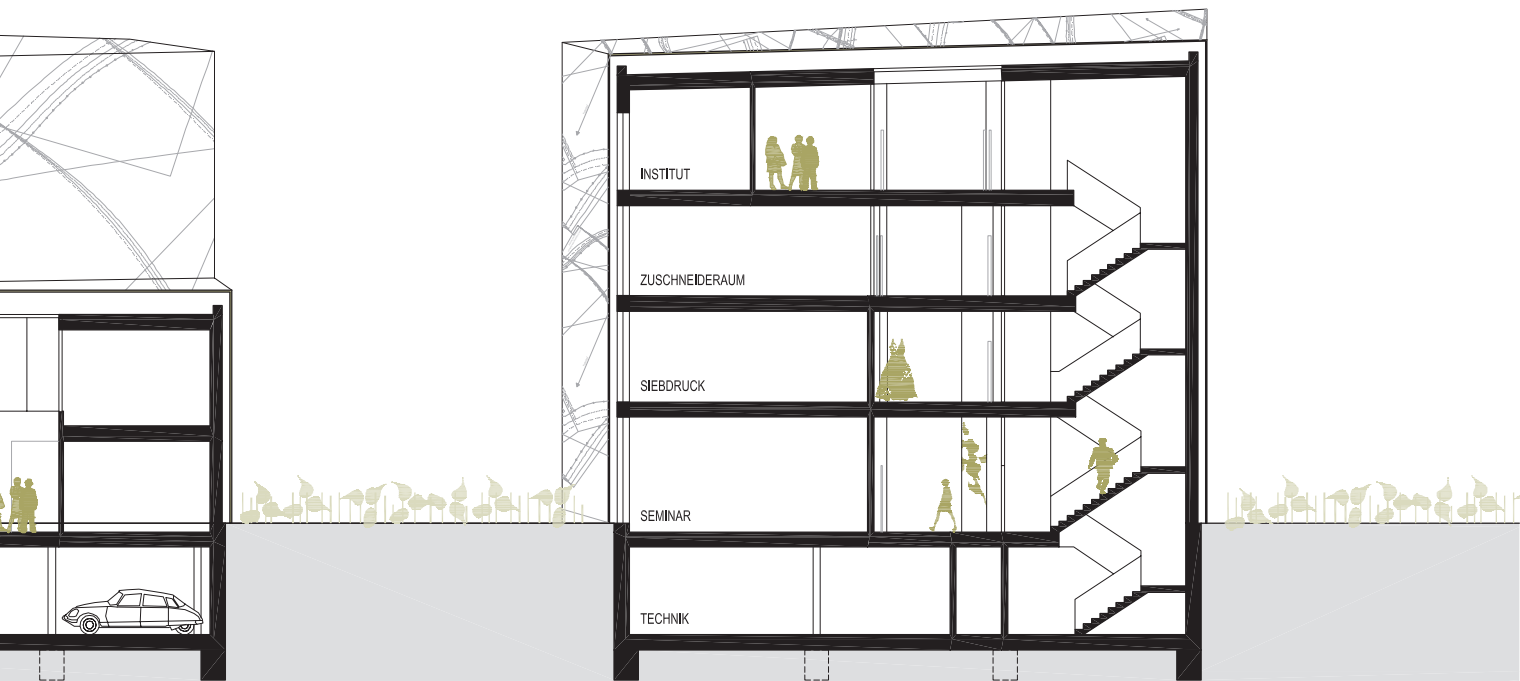 INSTITUT
ZUSCHNEIDERAUM
SIEBDRUCK
SEMINAR
TECHNIK